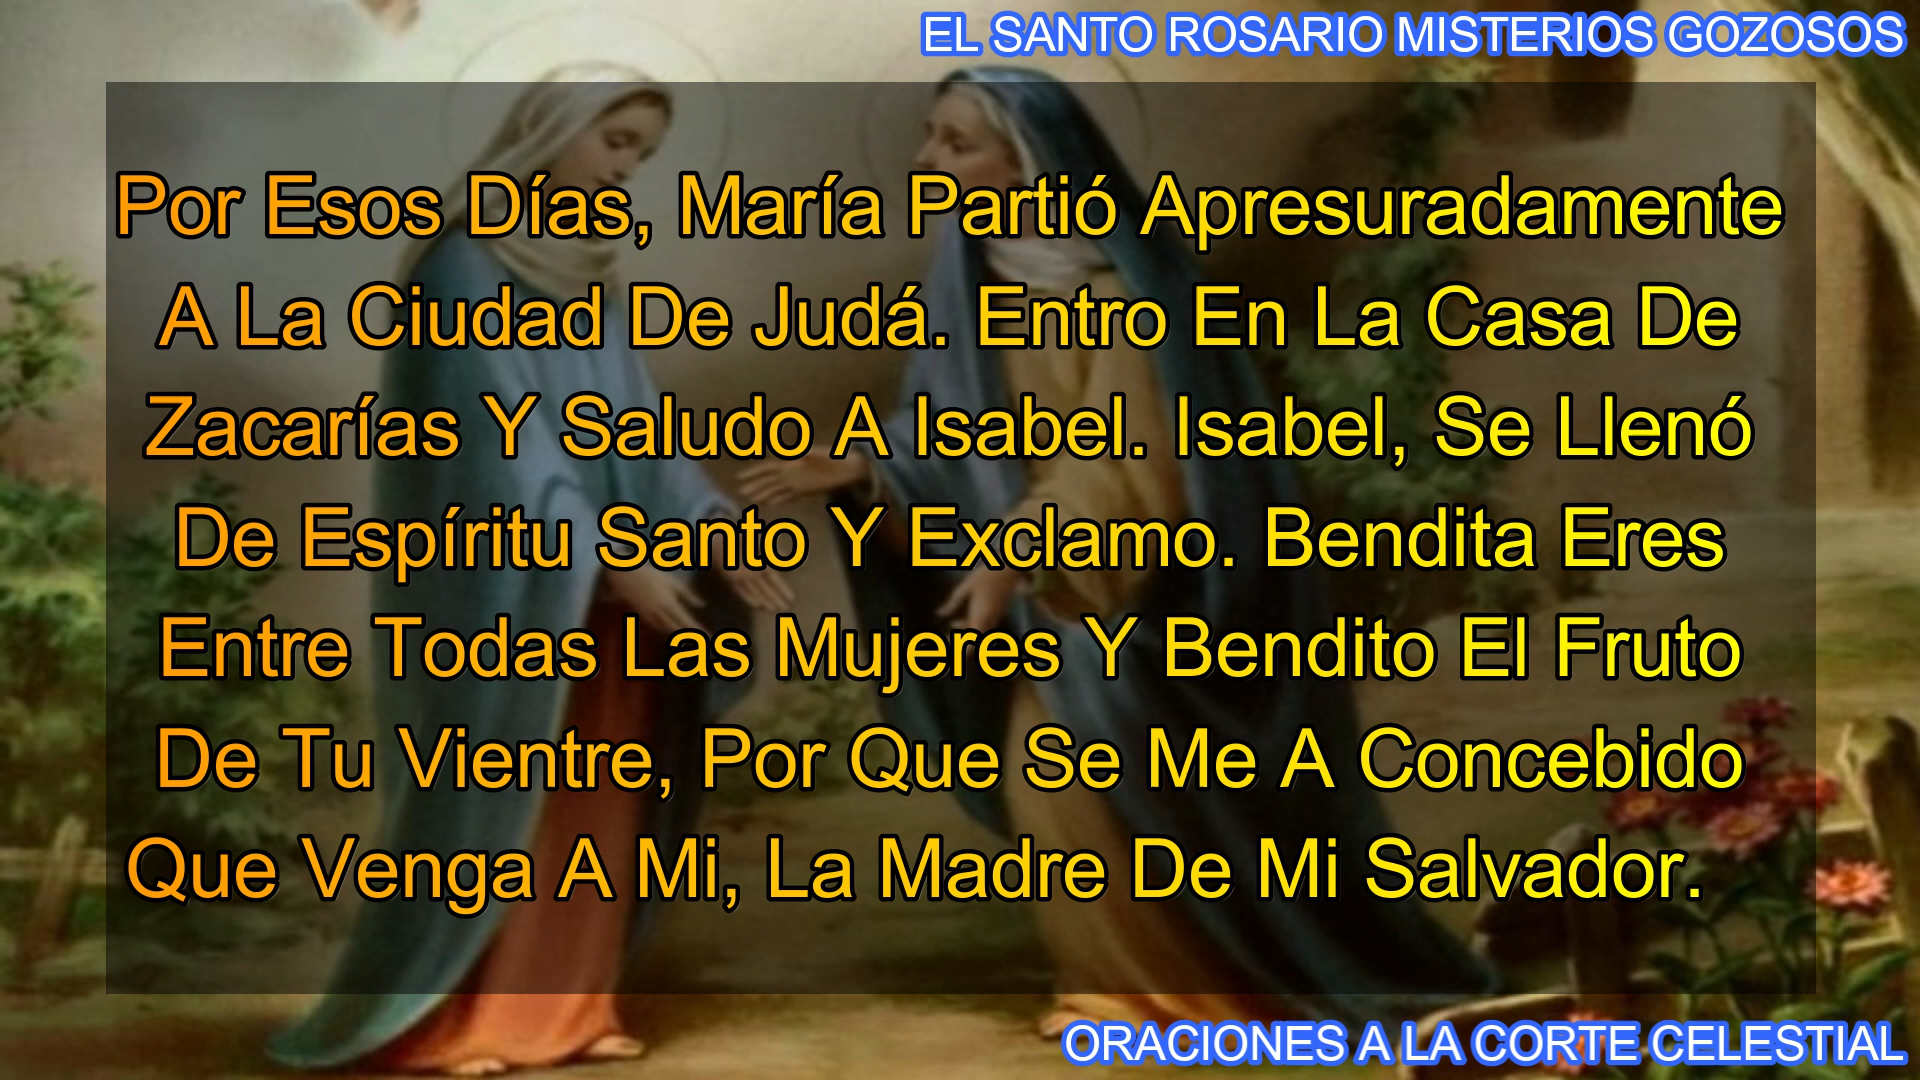 EL SANTO ROSARIO MISTERIOS GOZOSOS
Por Esos Días, María Partió Apresuradamente
A La Ciudad De Judá. Entro En La Casa De
Zacarías Y Saludo A Isabel. Isabel, Se Llenó
De Espíritu Santo Y Exclamo. Bendita Eres
Entre Todas Las Mujeres Y Bendito El Fruto
De Tu Vientre, Por Que Se Me A Concebido
Que Venga A Mi, La Madre De Mi Salvador.
ORACIONES A LA CORTE CELESTIAL